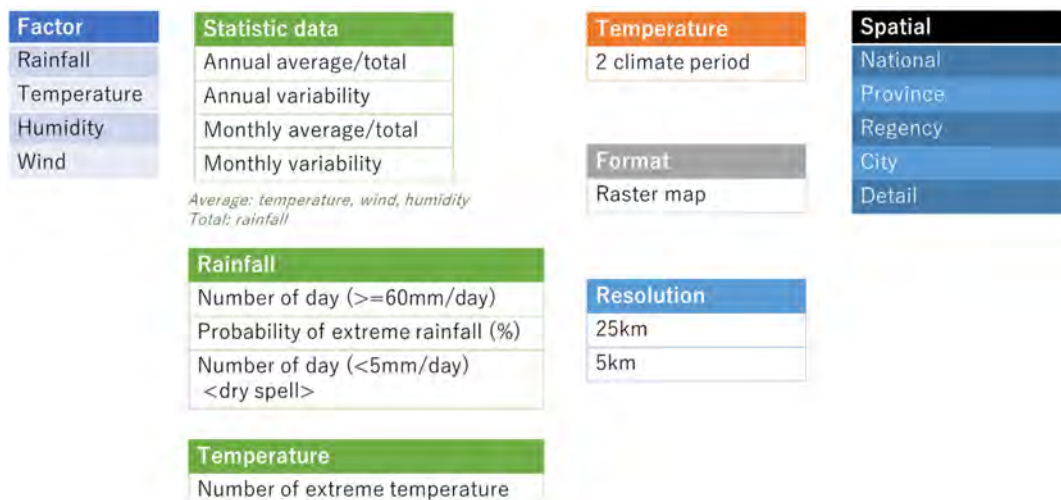 Factor
Rainfall
Temperature
Humidity
Wind
Statistic data
Annual average/total
Annual variability
Monthly average/total
Monthly variability
Average: temperature, wind, humidity
Total: rainfall
Rainfall
Number of day (>=60mm/day)
Probability of extreme rainfall (%)
Number of day (<5mm/day)
<dry spell>
Temperature
Number of extreme temperature
Temperature
2 climate period
Format
Raster map
Resolution
25km
5km
Spatial
National
Province
Regency
City
Detail